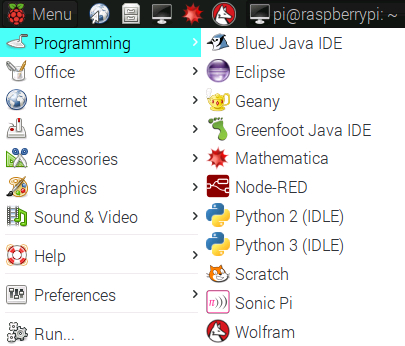 Menu pi@raspberrypi: ~
Programming
Office
Internet
Games
Accessories
Graphics
Sound & Video
Help
Preferences
Run...
BlueJ Java IDE
Eclipse
Geany
Greenfoot Java IDE
Mathematica
Node-RED
Python 2 (IDLE)
Python 3 (IDLE)
Scratch
Sonic Pi
Wolfram